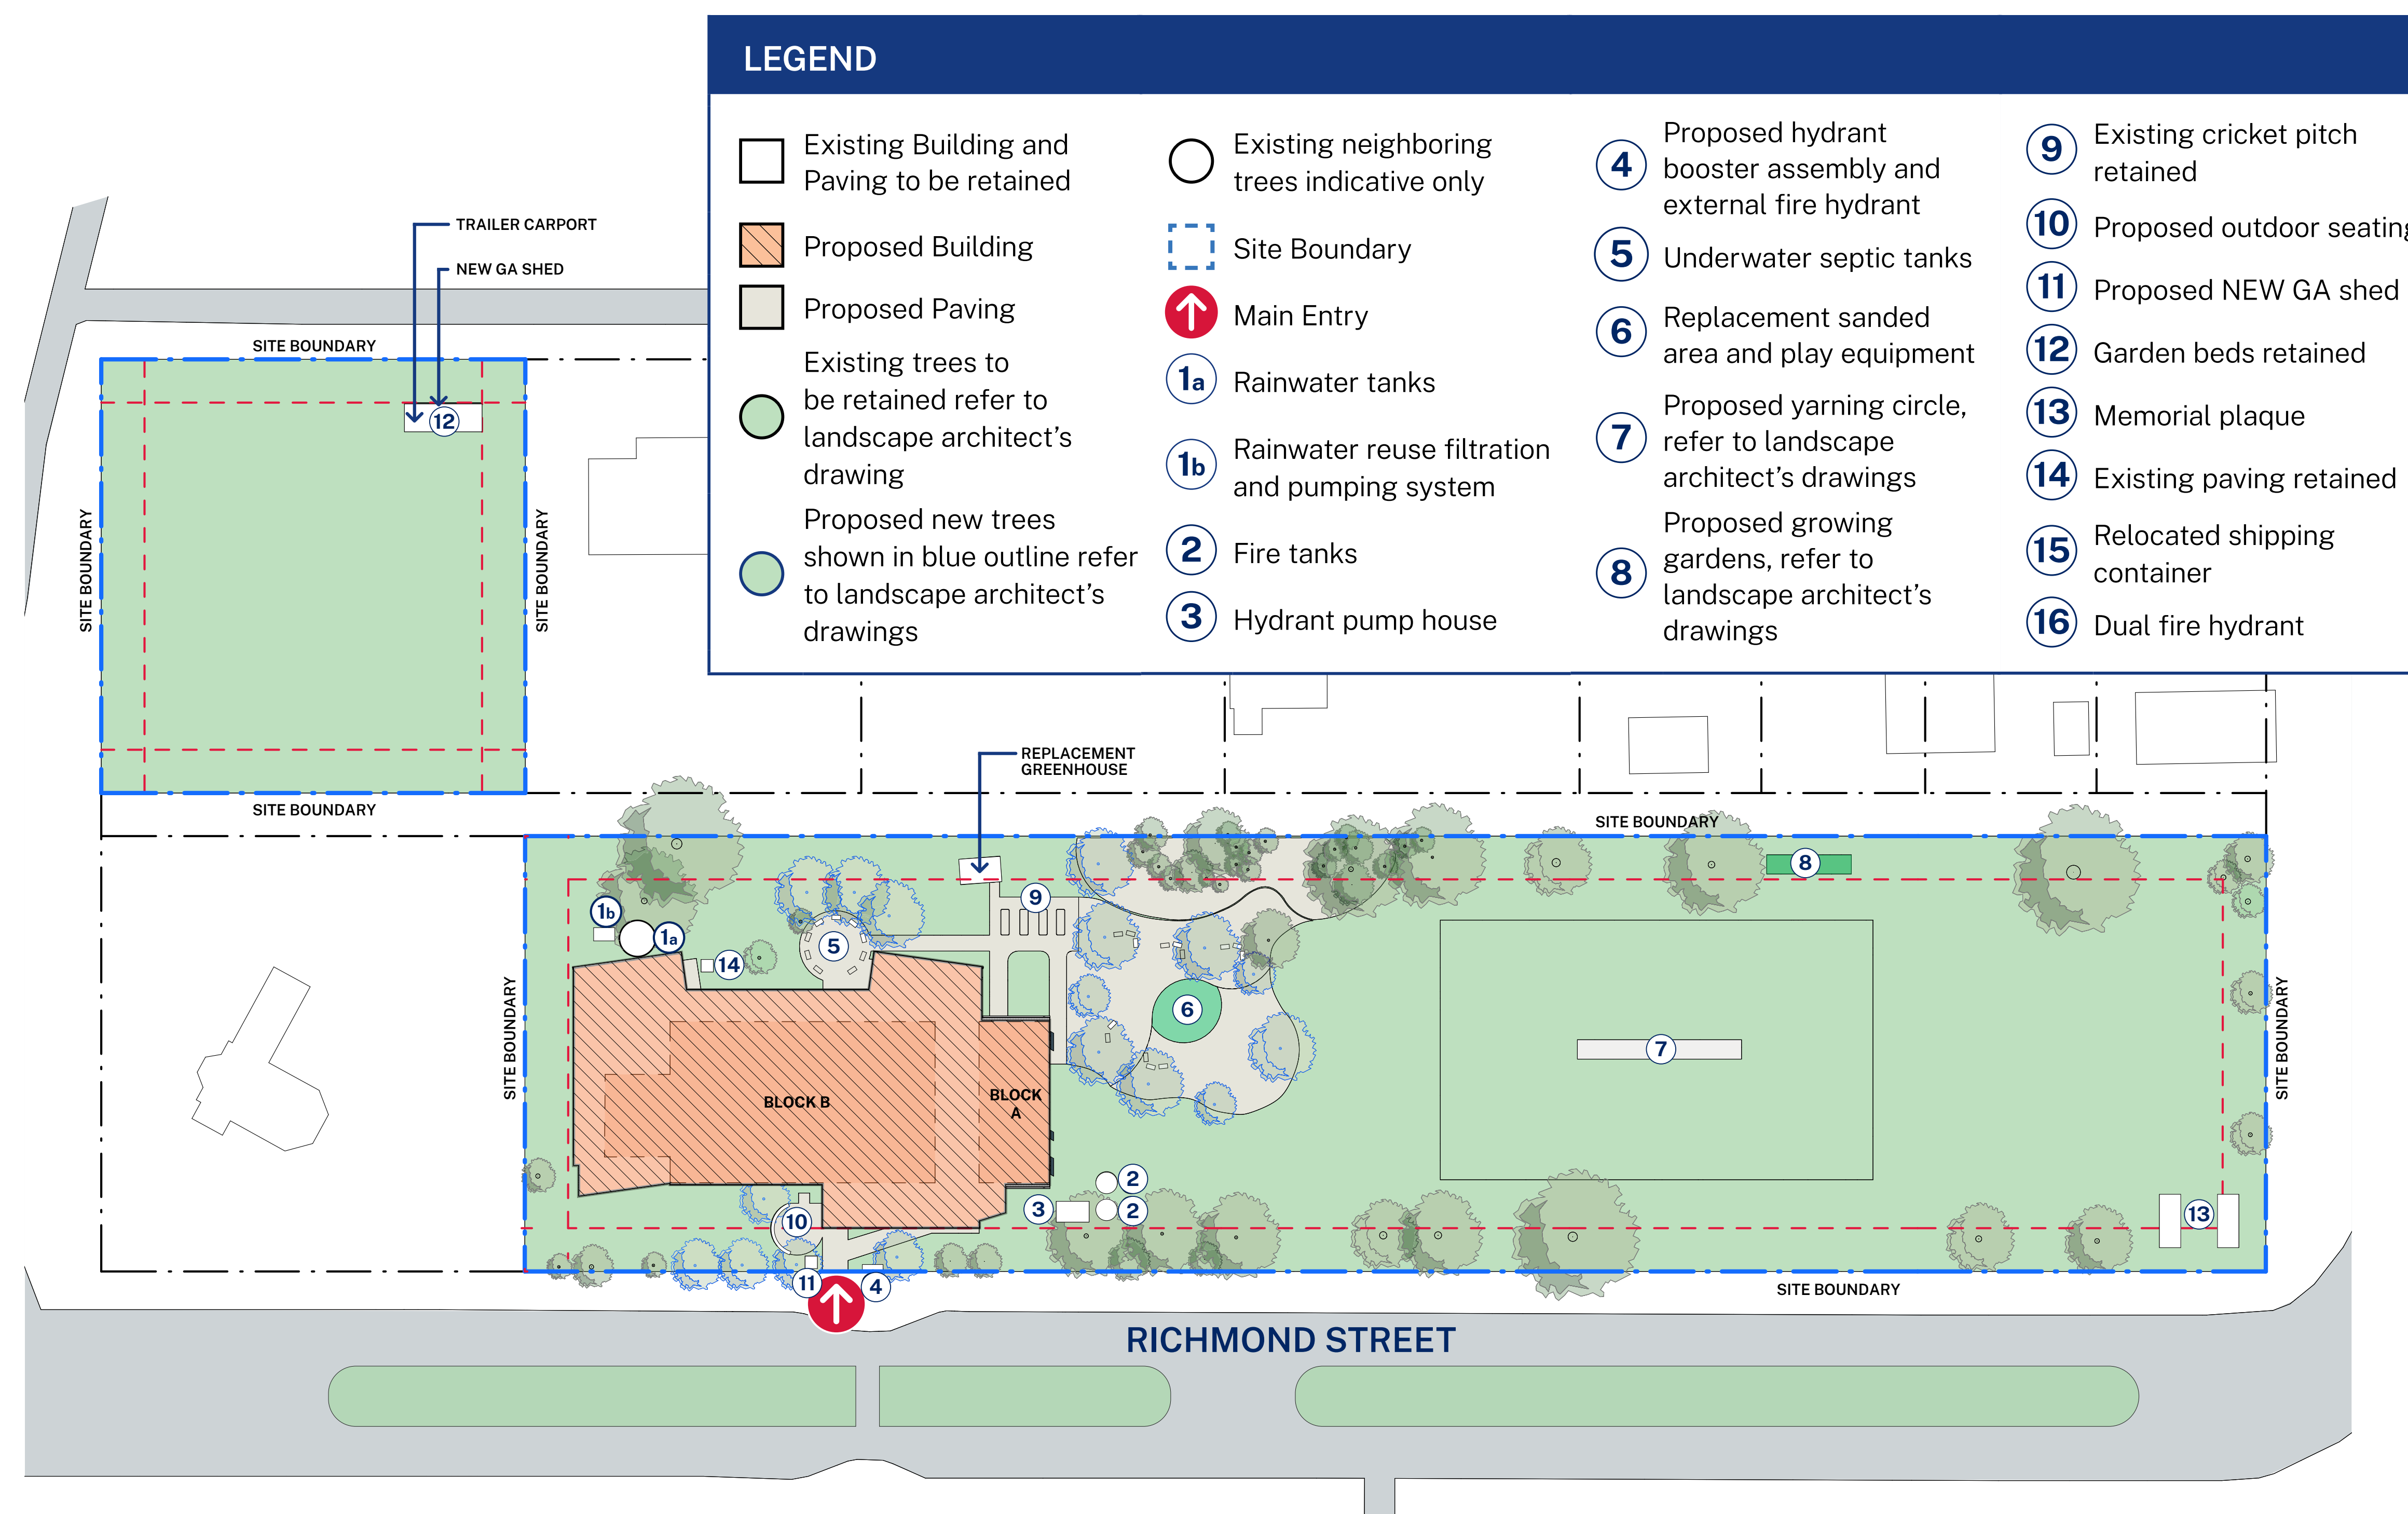 LEGEND
Existing Building and
Paving to be retained
Proposed Building
Proposed Paving
Existing trees to
be retained refer to
landscape architect’s
drawing
Proposed new trees
shown in blue outline refer
to landscape architect’s
drawings
Existing neighboring
trees indicative only
Site Boundary
Main Entry
1a Rainwater tanks
1b Rainwater reuse filtration
and pumping system
2 Fire tanks
3 Hydrant pump house
4 Proposed hydrant
booster assembly and
external fire hydrant
5 Underwater septic tanks
6 Replacement sanded
area and play equipment
7 Proposed yarning circle,
refer to landscape
architect’s drawings
8 Proposed growing
gardens, refer to
landscape architect’s
drawings
9 Existing cricket pitch
retained
10 Proposed outdoor seating
11 Proposed NEW GA shed
12 Garden beds retained
13 Memorial plaque
14 Existing paving retained
15 Relocated shipping
container
16 Dual fire hydrant
TRAILER CARPORT
NEW GA SHED
SITE BOUNDARY
12
SITE BOUNDARY
SITE BOUNDARY
SITE BOUNDARY
REPLACEMENT
GREENHOUSE
SITE BOUNDARY
8
9
1b
1a
5
14
6
7
SITE BOUNDARY
SITE BOUNDARY
BLOCK B
BLOCK
A
2
3
2
10
13
11
4
SITE BOUNDARY
RICHMOND STREET